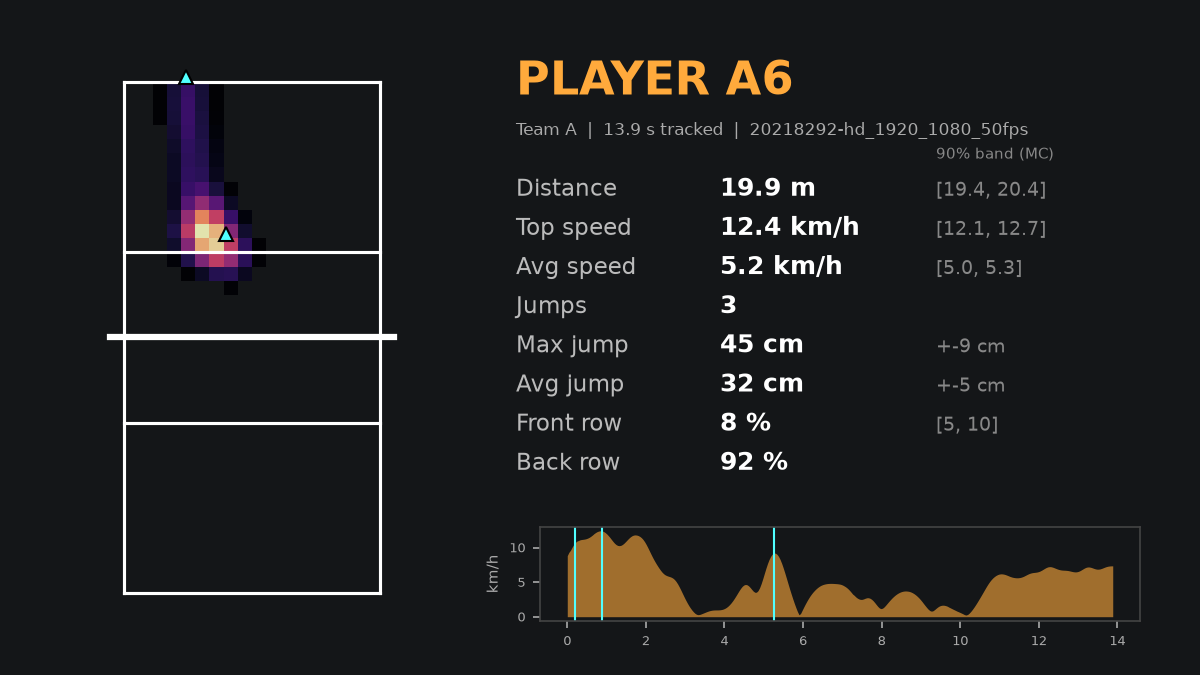 PLAYER A6
Team A | 13.9 s tracked | 20218292-hd_1920_1080_50fps
90% band (MC)
Distance 19.9 m [19.4, 20.4]
Top speed 12.4 km/h [12.1, 12.7]
Avg speed 5.2 km/h [5.0, 5.3]
Jumps 3
Max jump 45 cm +-9 cm
Avg jump 32 cm +-5 cm
Front row 8 % [5, 10]
Back row 92 %
km/h
10
5
0
0 2 4 6 8 10 12 14